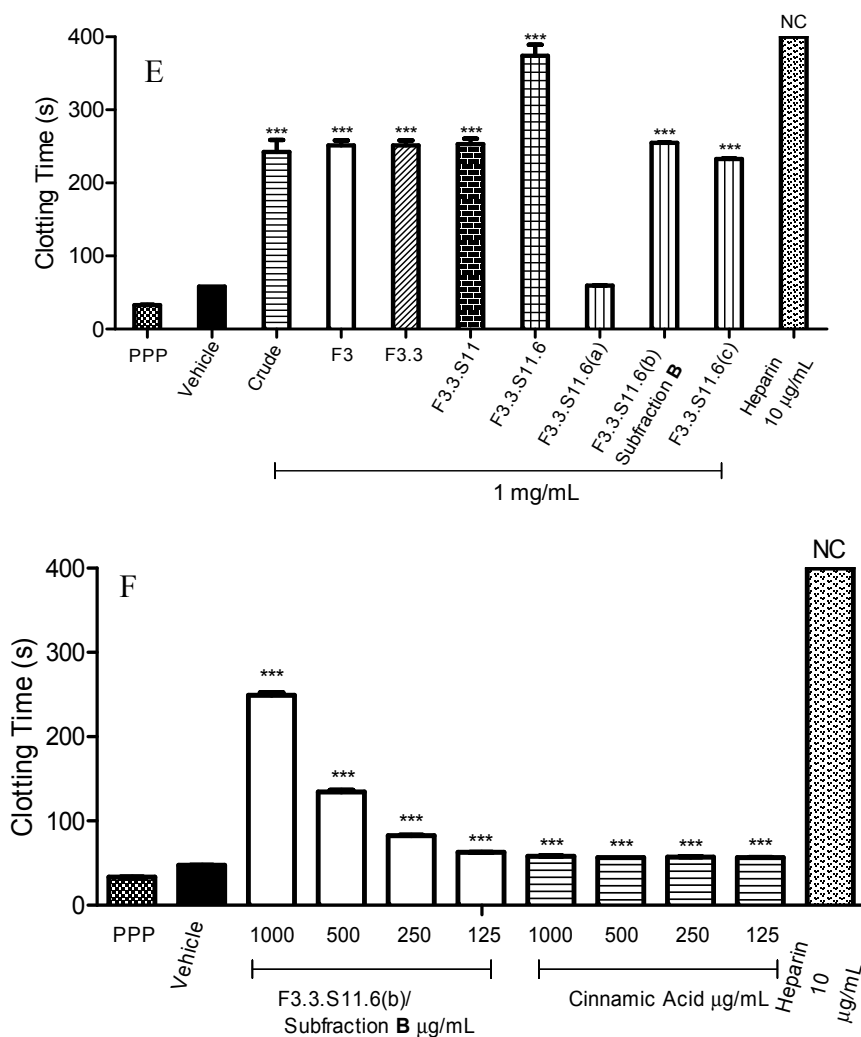 NC
400
E
***
***
***
***
***
***
***
300
200
100
0
Clotting Time (s)
PPP
Vehicle
Crude
F3
F3.3
F3.3.S11
F3.3.S11.6
F3.3.S11.6(a)
F3.3.S11.6(b)
Subfraction B
F3.3.S11.6(c)
Heparin
10 μg/mL
1 mg/mL
NC
400
F
300
***
200
***
***
***
***
***
***
***
100
0
Clotting Time (s)
PPP
Vehicle
1000
500
250
125
1000
500
250
125
Heparin
10
μg/mL
F3.3.S11.6(b)/
Subfraction B μg/mL
Cinnamic Acid μg/mL